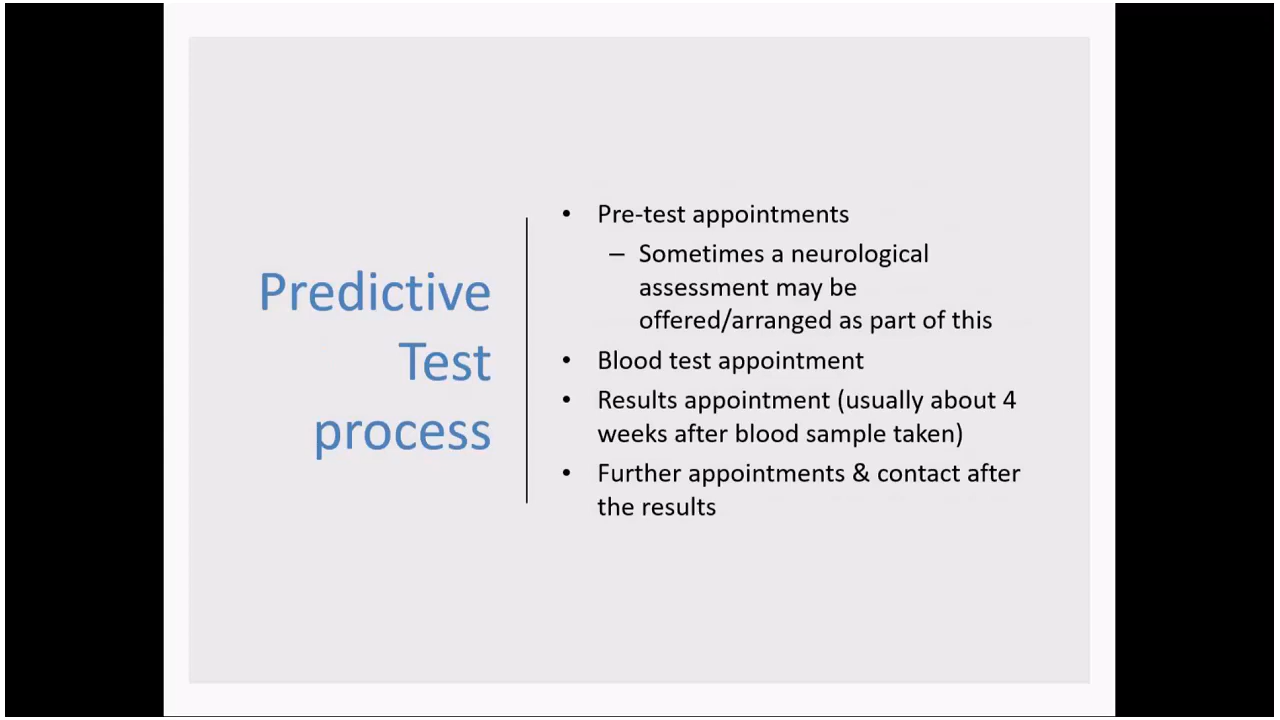 Predictive
Test
process
• Pre-test appointments
– Sometimes a neurological
assessment may be
offered/arranged as part of this
• Blood test appointment
• Results appointment (usually about 4
weeks after blood sample taken)
• Further appointments & contact after
the results